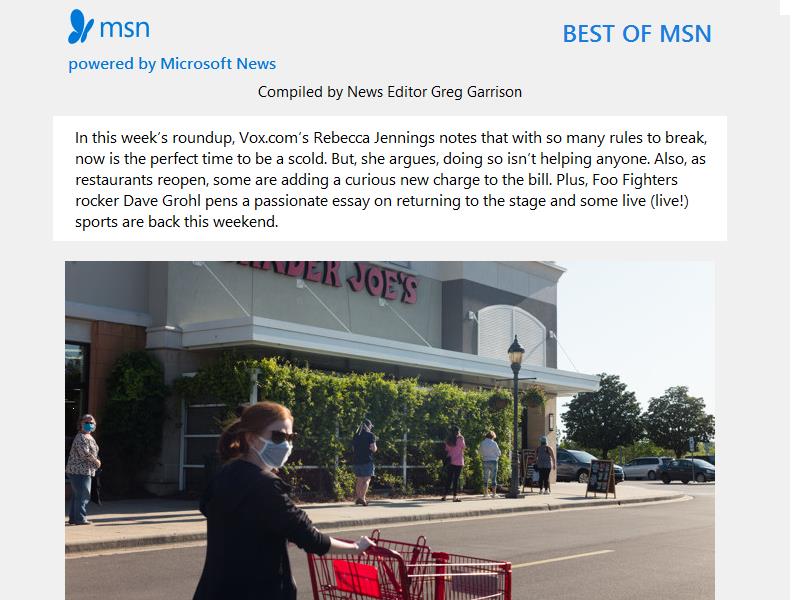 msn
BEST OF MSN
powered by Microsoft News
Compiled by News Editor Greg Garrison
In this week's roundup, Vox.com's Rebecca Jennings notes that with so many rules to break,
now is the perfect time to be a scold. But, she argues, doing so isn't helping anyone. Also, as
restaurants reopen, some are adding a curious new charge to the bill. Plus, Foo Fighters
rocker Dave Grohl pens a passionate essay on returning to the stage and some live (live!)
sports are back this weekend.
JOE'S